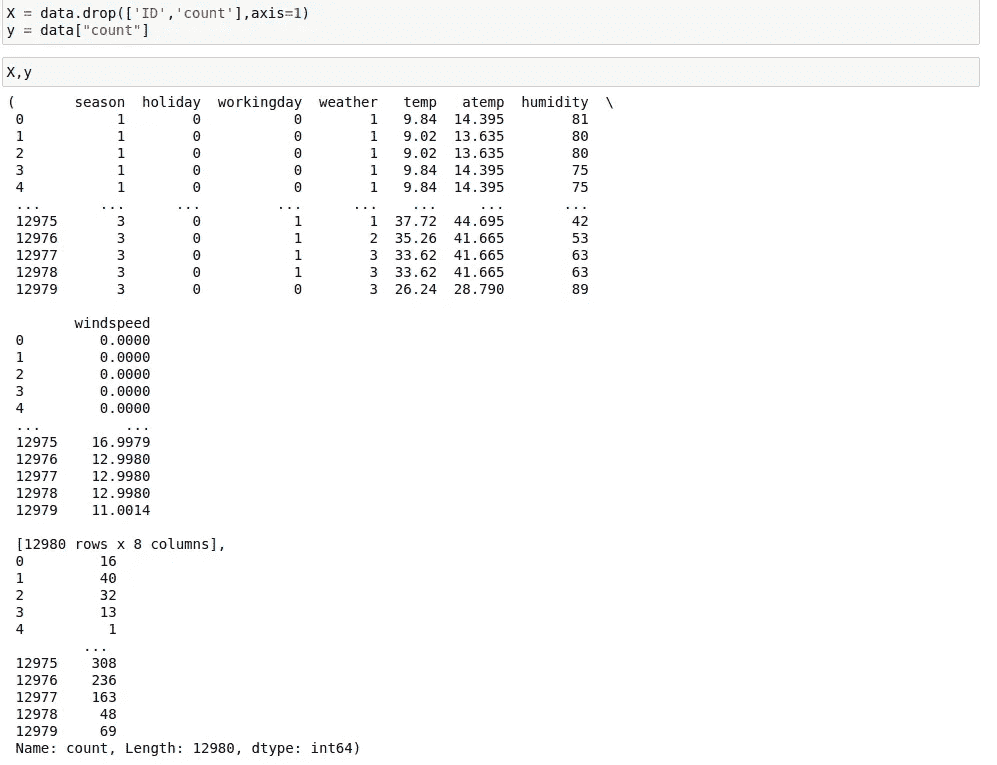 X = data.drop(['ID','count'],axis=1)
y = data["count"]
X,y
(       season  holiday  workingday  weather   temp   atemp  humidity  \
 0           1        0           0        1   9.84  14.395        81
 1           1        0           0        1   9.02  13.635        80
 2           1        0           0        1   9.02  13.635        80
 3           1        0           0        1   9.84  14.395        75
 4           1        0           0        1   9.84  14.395        75
 ...       ...      ...         ...      ...    ...     ...       ...
 12975       3        0           1        1  37.72  44.695        42
 12976       3        0           1        2  35.26  41.665        53
 12977       3        0           1        3  33.62  41.665        63
 12978       3        0           1        3  33.62  41.665        63
 12979       3        0           0        3  26.24  28.790        89
        windspeed
 0         0.0000
 1         0.0000
 2         0.0000
 3         0.0000
 4         0.0000
 ...          ...
 12975    16.9979
 12976    12.9980
 12977    12.9980
 12978    12.9980
 12979    11.0014
 [12980 rows x 8 columns],
 0         16
 1         40
 2         32
 3         13
 4          1
         ...
 12975    308
 12976    236
 12977    163
 12978     48
 12979     69
 Name: count, Length: 12980, dtype: int64)